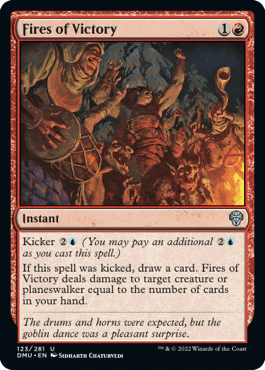 Fires of Victory 1
Instant
Kicker 2 (You may pay an additional 2
as you cast this spell.)
If this spell was kicked, draw a card. Fires of
Victory deals damage to target creature or
planeswalker equal to the number of cards
in your hand.
The drums and horns were expected, but the
goblin dance was a pleasant surprise.
123/281 U
DMU • EN SIDHARTH CHATURVEDI
™ & © 2022 Wizards of the Coast